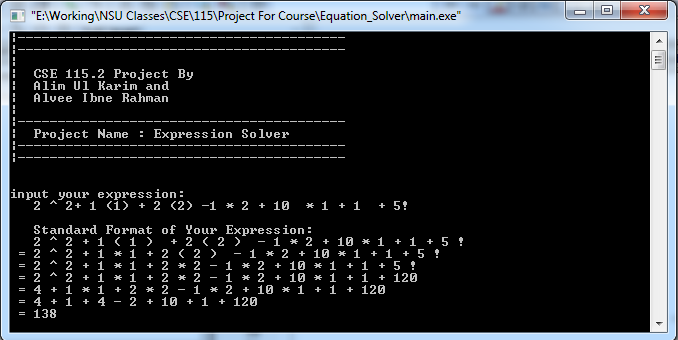 "E:\Working\NSU Classes\CSE\115\Project For Course\Equation_Solver\main.exe"
¦-------------------------------------------
¦-------------------------------------------
¦
¦ CSE 115.2 Project By
¦ Alim Ul Karim and
¦ Alvee Ibne Rahman
¦
¦-------------------------------------------
¦ Project Name : Expression Solver
¦-------------------------------------------
¦-------------------------------------------
input your expression:
2 ^ 2+ 1 (1) + 2 (2) -1 * 2 + 10  * 1 + 1  + 5!
Standard Format of Your Expression:
2 ^ 2 + 1 ( 1 )  + 2 ( 2 )  - 1 * 2 + 10 * 1 + 1 + 5 !
= 2 ^ 2 + 1 * 1 + 2 ( 2 )  - 1 * 2 + 10 * 1 + 1 + 5 !
= 2 ^ 2 + 1 * 1 + 2 * 2 - 1 * 2 + 10 * 1 + 1 + 5 !
= 2 ^ 2 + 1 * 1 + 2 * 2 - 1 * 2 + 10 * 1 + 1 + 120
= 4 + 1 * 1 + 2 * 2 - 1 * 2 + 10 * 1 + 1 + 120
= 4 + 1 + 4 - 2 + 10 + 1 + 120
= 138